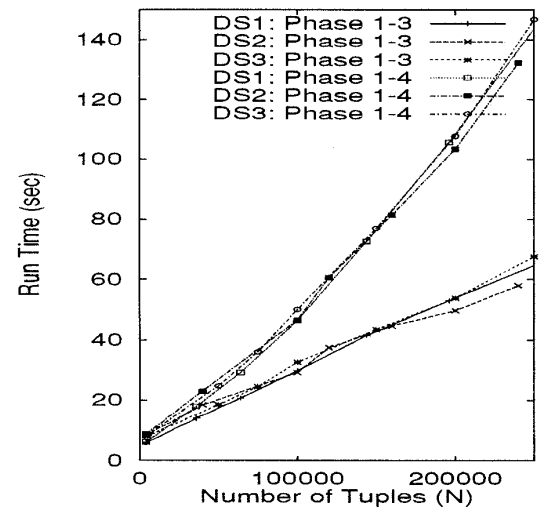 DS1: Phase 1-3
DS2: Phase 1-3
DS3: Phase 1-3
DS1: Phase 1-4
DS2: Phase 1-4
DS3: Phase 1-4
140
120
100
80
60
40
20
0
Run Time (sec)
0 100000 200000
Number of Tuples (N)